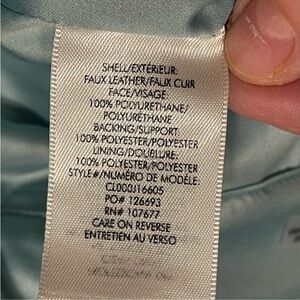 SHELL/EXTÉRIEUR:
FAUX LEATHER/FAUX CUIR
FACE/VISAGE:
100% POLYURETHANE/
POLYURÉTHANE
BACKING/SUPPORT:
100% POLYESTER/POLYESTER
LINING/DOUBLURE:
100% POLYESTER/POLYESTER
STYLE#/NUMÉRO DE MODÈLE:
CL000J16605
PO# 126693
RN# 107677
CARE ON REVERSE
ENTRETIEN AU VERSO